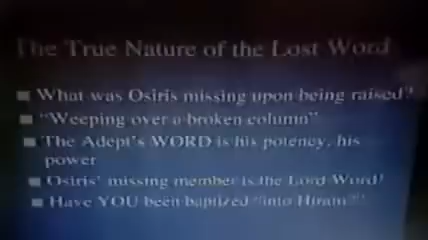 The True Nature of the Lost Word
What was Osiris missing upon being raised?
"Weeping over a broken column"
The Adept's WORD is his potency, his
power
Osiris' missing member is the Lord Word!
Have YOU been baptized "into Hiram?"